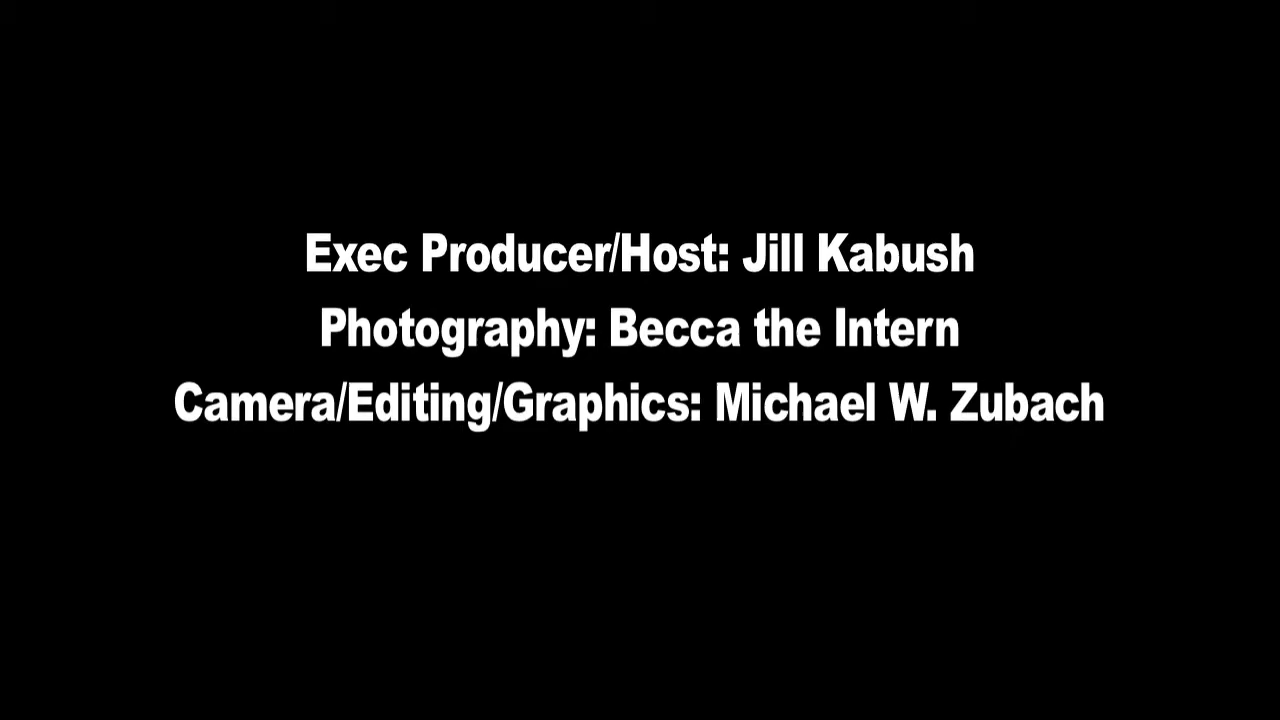 Exec Producer/Host: Jill Kabush
Photography: Becca the Intern
Camera/Editing/Graphics: Michael W. Zubach